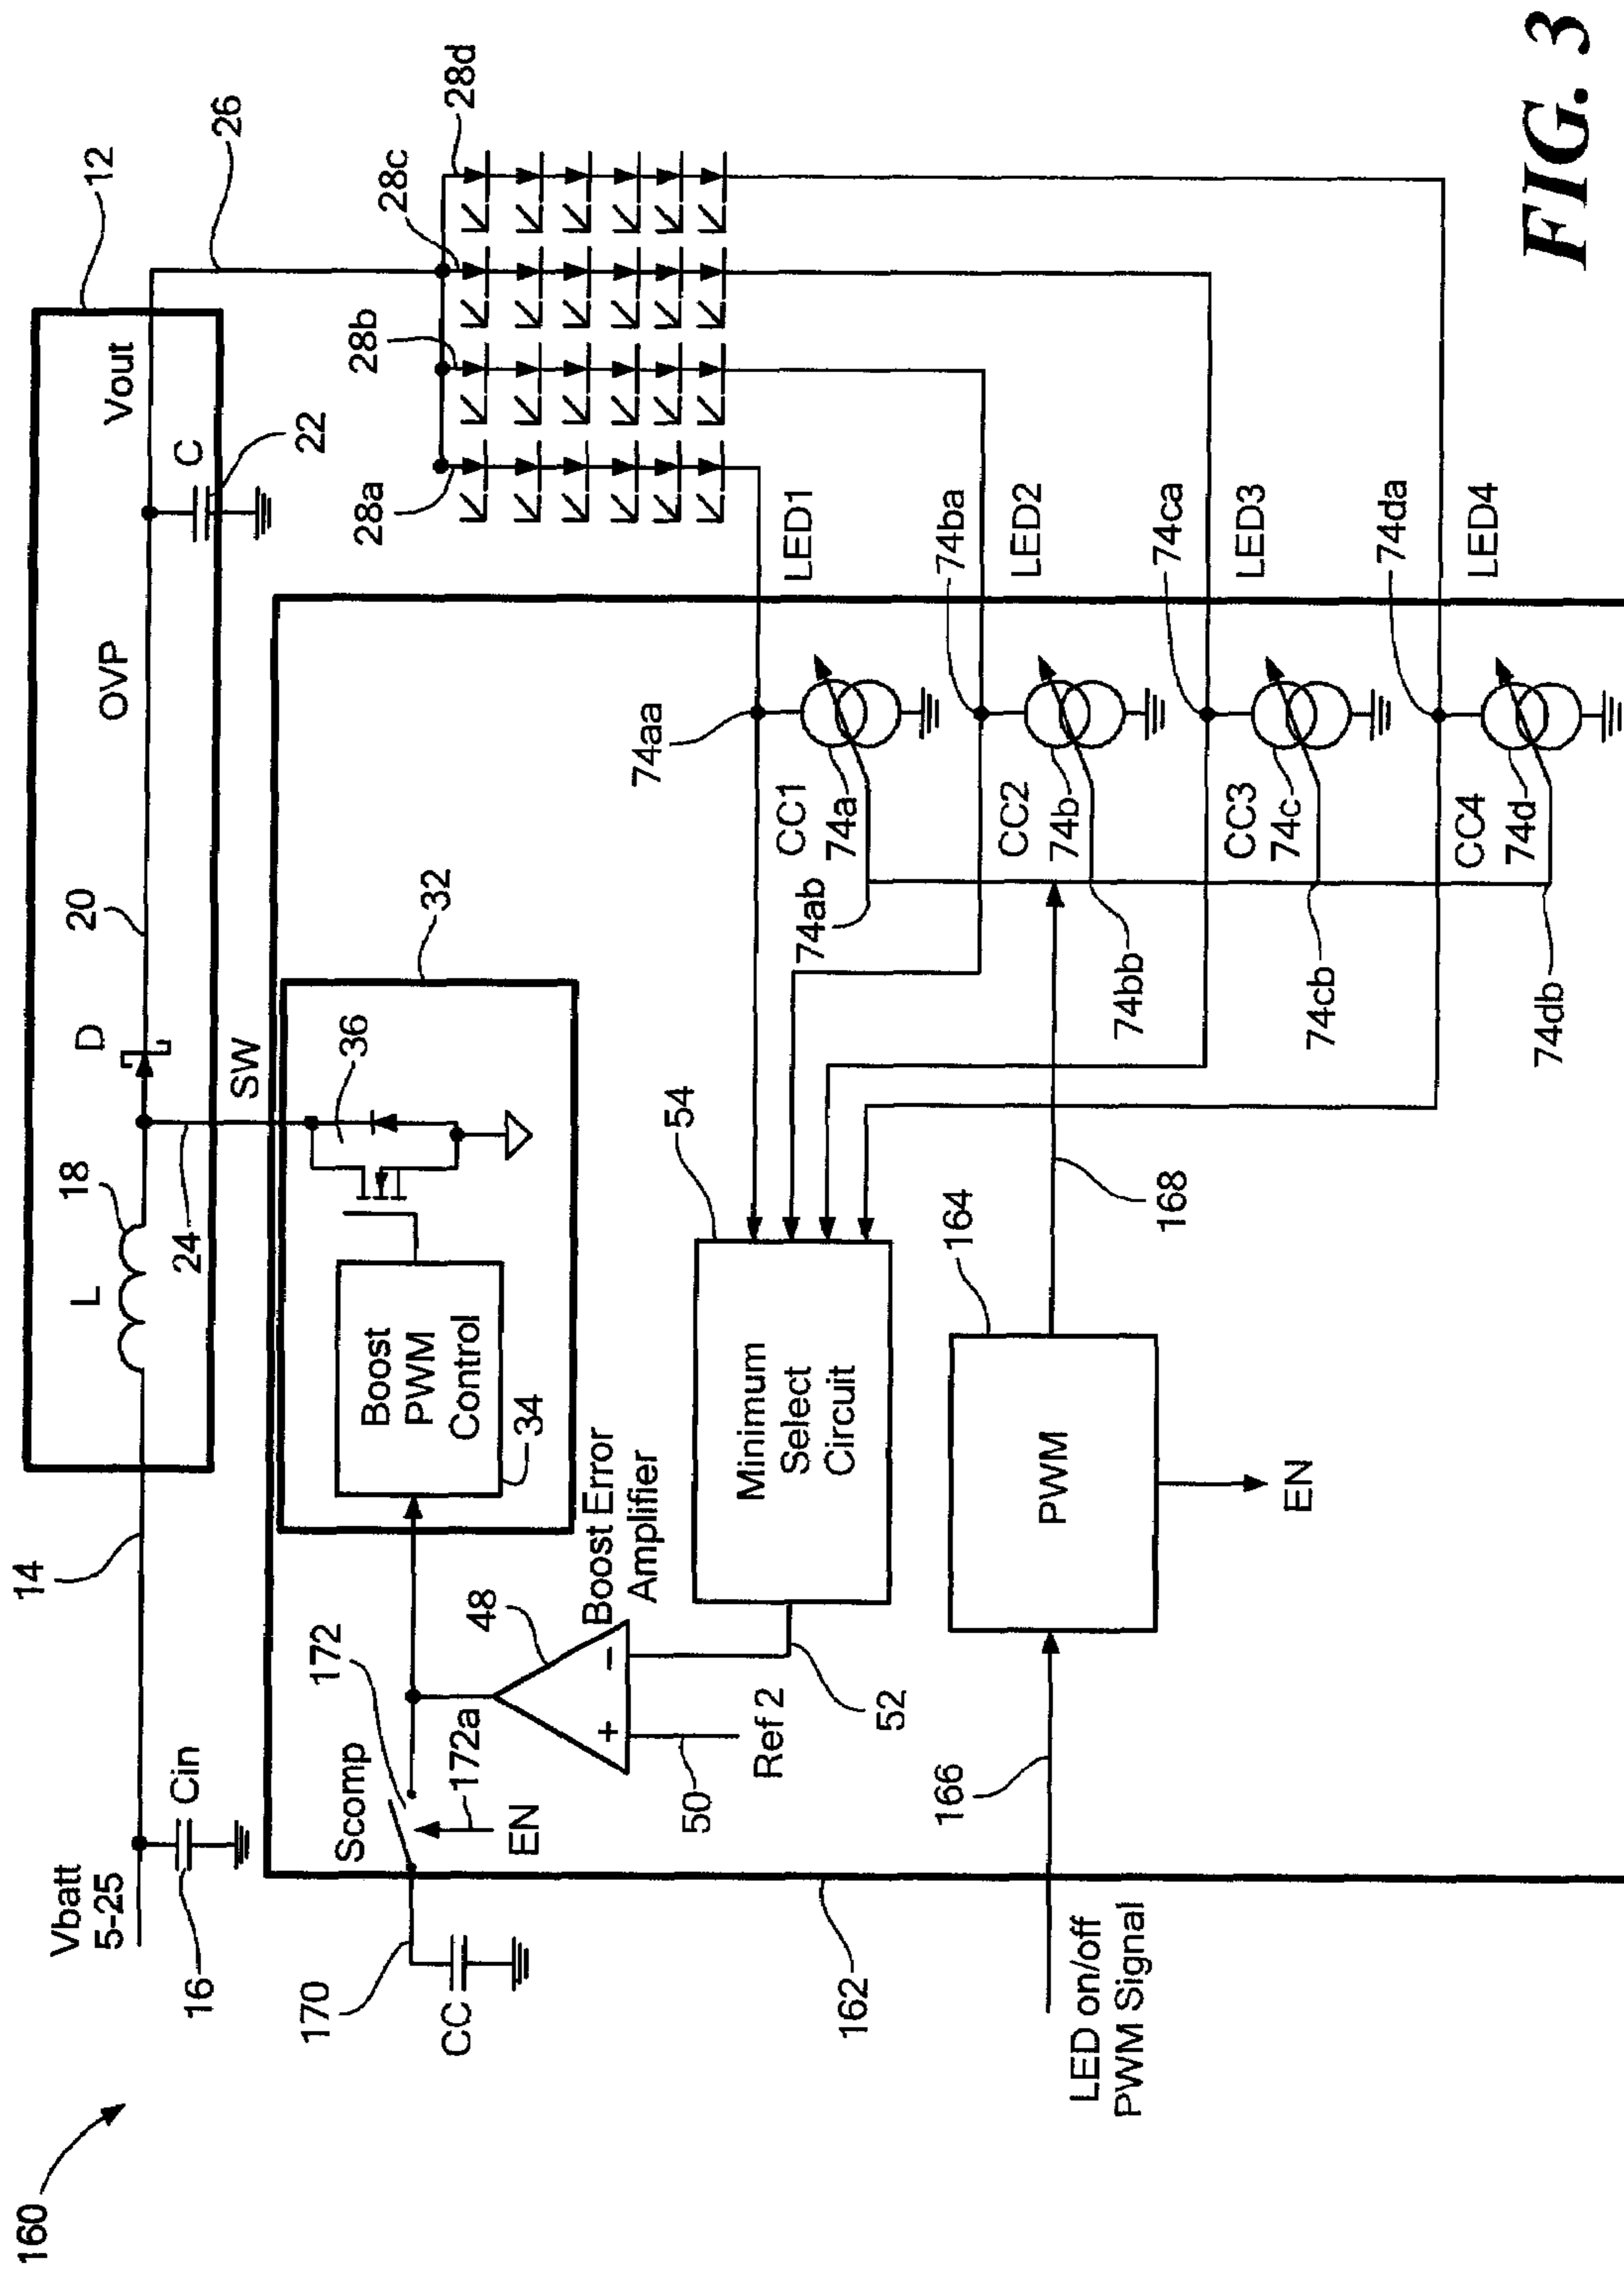 160
Vbatt
5-25
16
Cin
14
L
18
24
D
20
SW
OVP
C
22
Vout
12
26
170
CC
Scomp
172
172a
EN
48
Boost Error
Amplifier
+
−
50
Ref 2
52
Boost
PWM
Control
34
36
32
28a
28b
28c
28d
54
Minimum
Select
Circuit
74aa
LED1
CC1
74a
74ab
74ba
LED2
CC2
74b
74bb
74ca
LED3
CC3
74c
74cb
74da
LED4
CC4
74d
74db
162
LED on/off
PWM Signal
166
PWM
164
168
EN
FIG. 3